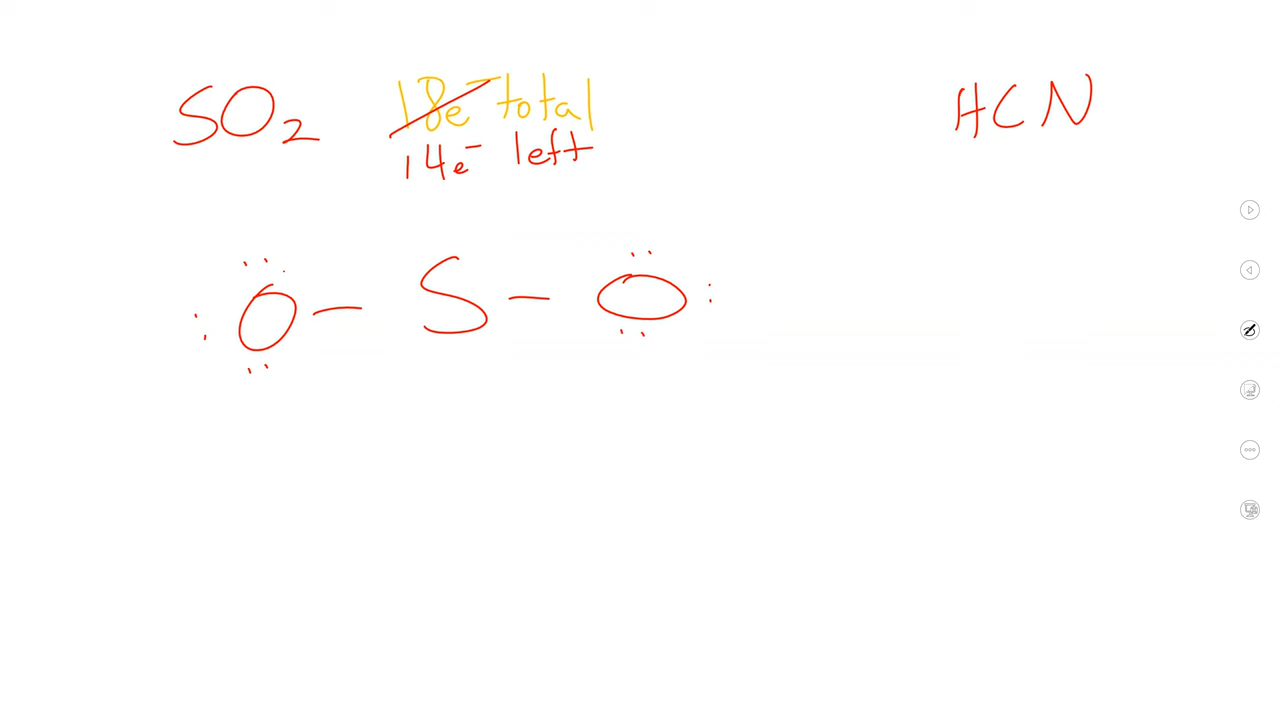 SO₂ 18e⁻ total
14e⁻ left
HCN
O – S – O